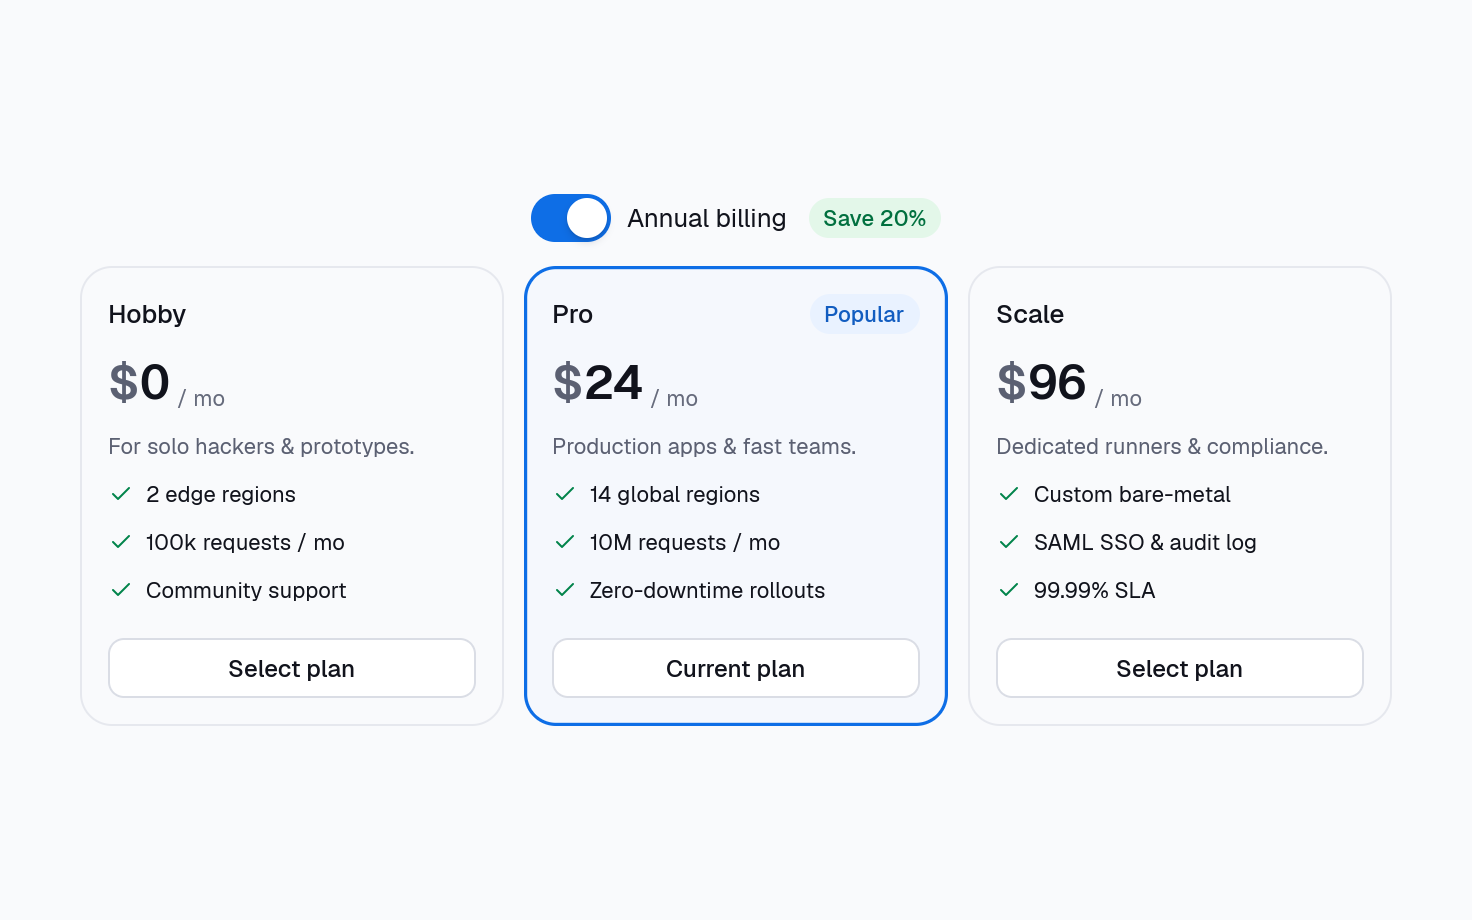 Annual billing Save 20%
Hobby
$0 / mo
For solo hackers & prototypes.
2 edge regions
100k requests / mo
Community support
Select plan
Pro Popular
$24 / mo
Production apps & fast teams.
14 global regions
10M requests / mo
Zero-downtime rollouts
Current plan
Scale
$96 / mo
Dedicated runners & compliance.
Custom bare-metal
SAML SSO & audit log
99.99% SLA
Select plan